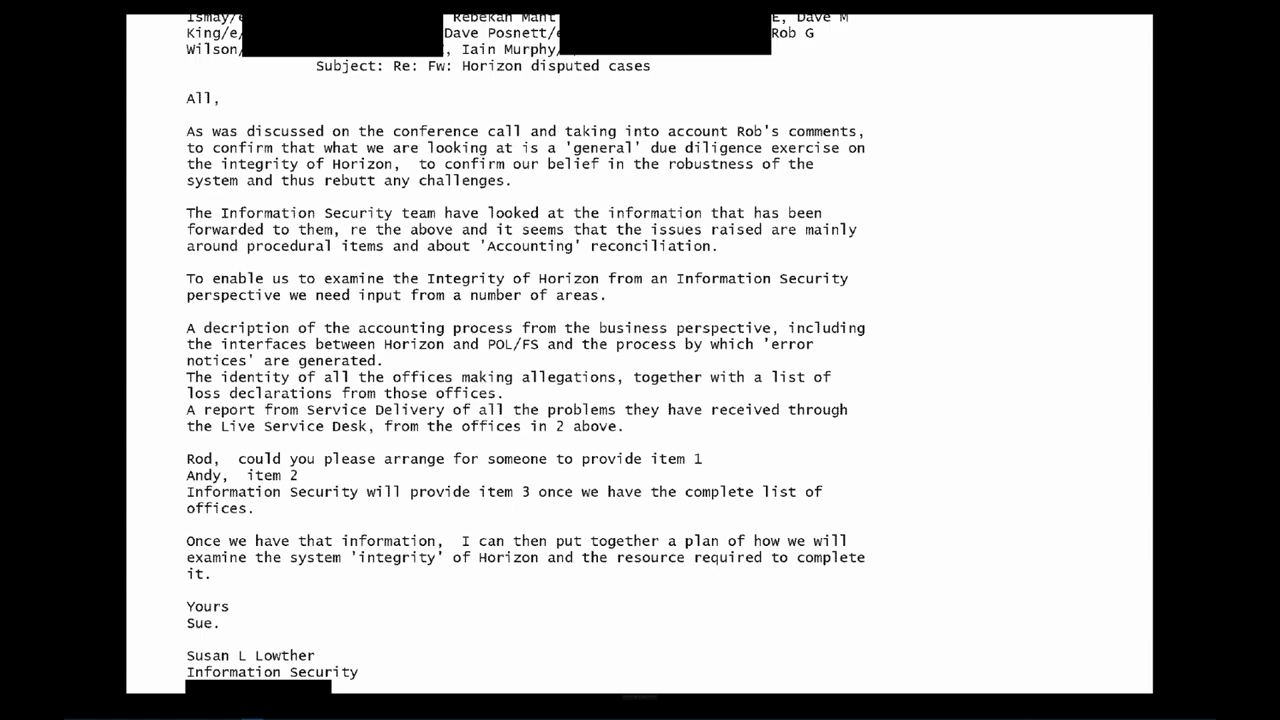 Ismay/e Rebekah Mant E, Dave M
King/e/ Dave Posnett/e Rob G
Wilson/ , Iain Murphy/
Subject: Re: Fw: Horizon disputed cases
All,
As was discussed on the conference call and taking into account Rob's comments,
to confirm that what we are looking at is a 'general' due diligence exercise on
the integrity of Horizon,  to confirm our belief in the robustness of the
system and thus rebutt any challenges.
The Information Security team have looked at the information that has been
forwarded to them, re the above and it seems that the issues raised are mainly
around procedural items and about 'Accounting' reconciliation.
To enable us to examine the Integrity of Horizon from an Information Security
perspective we need input from a number of areas.
A decription of the accounting process from the business perspective, including
the interfaces between Horizon and POL/FS and the process by which 'error
notices' are generated.
The identity of all the offices making allegations, together with a list of
loss declarations from those offices.
A report from Service Delivery of all the problems they have received through
the Live Service Desk, from the offices in 2 above.
Rod,  could you please arrange for someone to provide item 1
Andy,  item 2
Information Security will provide item 3 once we have the complete list of
offices.
Once we have that information,  I can then put together a plan of how we will
examine the system 'integrity' of Horizon and the resource required to complete
it.
Yours
Sue.
Susan L Lowther
Information Security